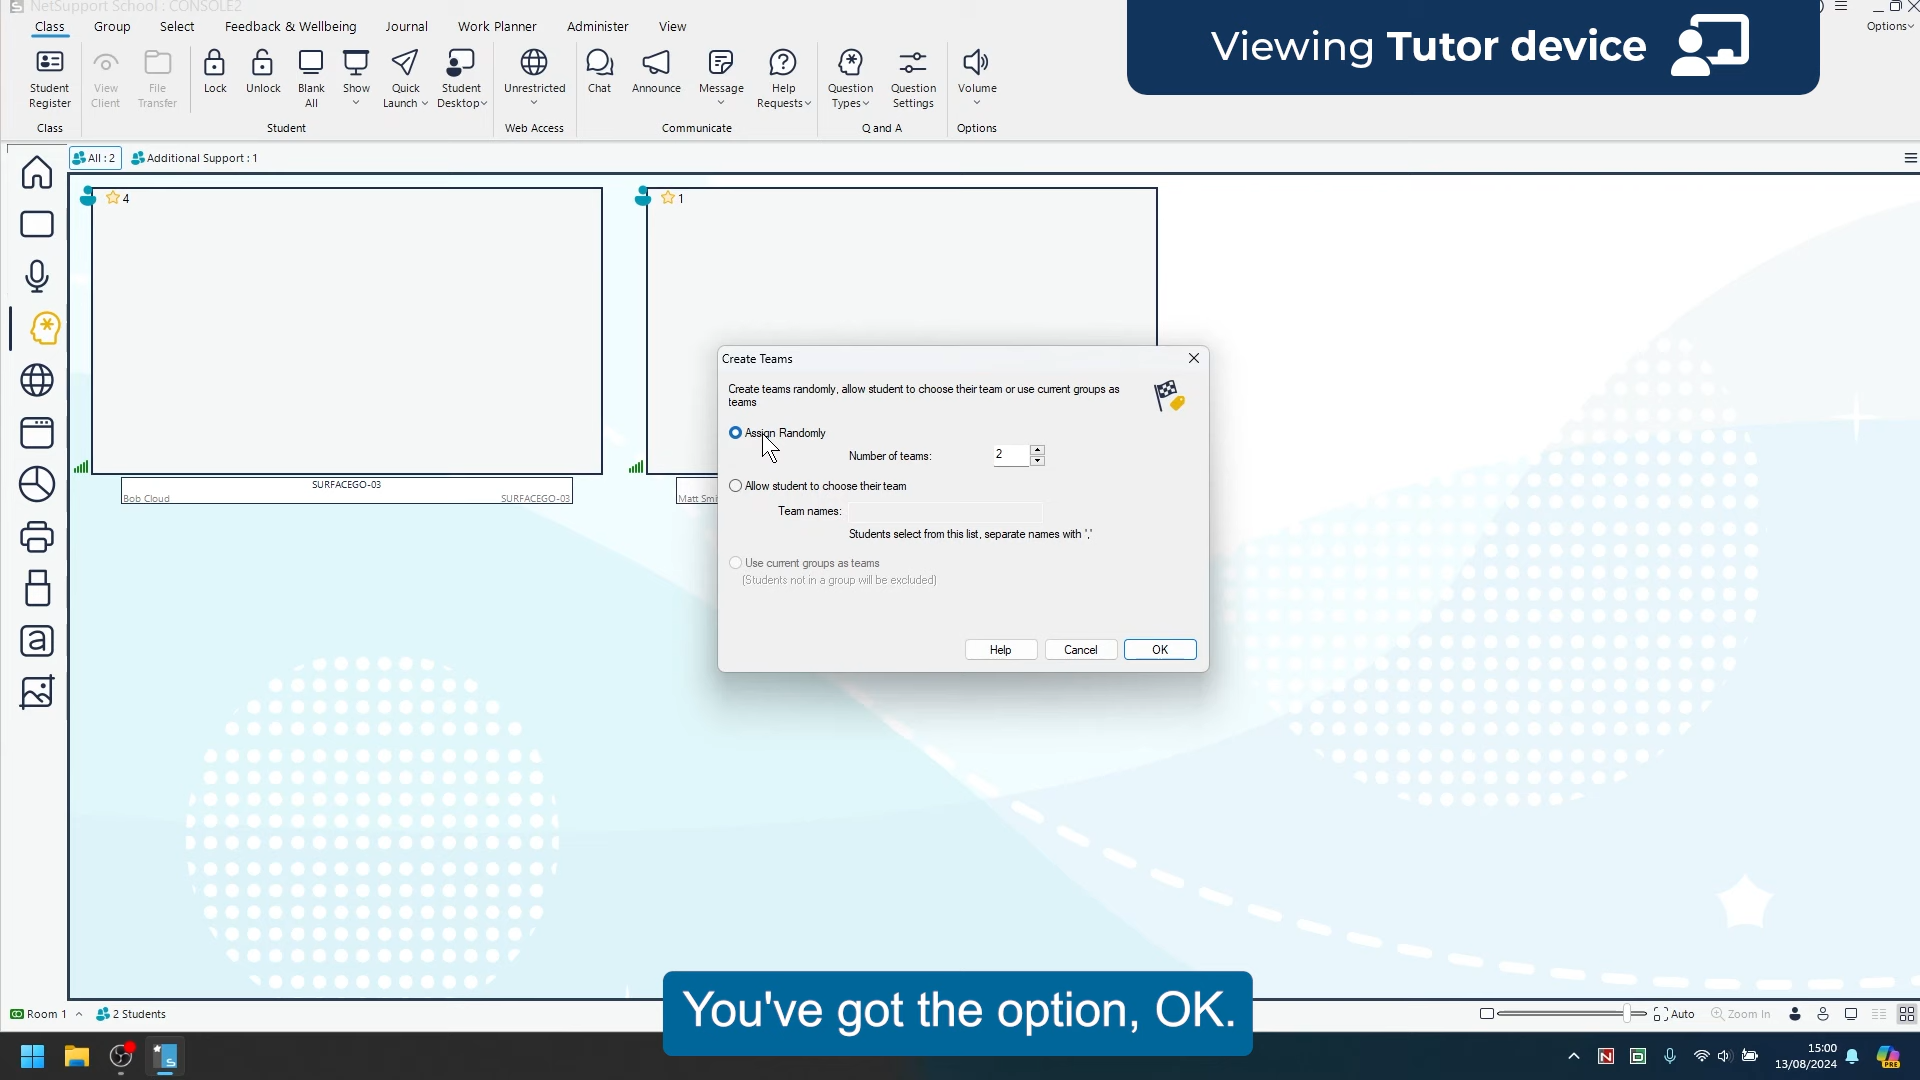 NetSupport School : CONSOLE2
Viewing Tutor device
Options
Class Group Select Feedback & Wellbeing Journal Work Planner Administer View
Student Register
View Client
File Transfer
Lock
Unlock
Blank All
Show
Quick Launch
Student Desktop
Unrestricted
Chat
Announce
Message
Help Requests
Question Types
Question Settings
Volume
Class
Student
Web Access
Communicate
Q and A
Options
All : 2
Additional Support : 1
4
1
SURFACEGO-03
Bob Cloud SURFACEGO-03
Matt Smi
Create Teams
Create teams randomly, allow student to choose their team or use current groups as
teams
Assign Randomly
Number of teams: 2
Allow student to choose their team
Team names:
Students select from this list, separate names with ','
Use current groups as teams
(Students not in a group will be excluded)
Help Cancel OK
You've got the option, OK.
Room 1
2 Students
Auto
Zoom In
15:00
13/08/2024